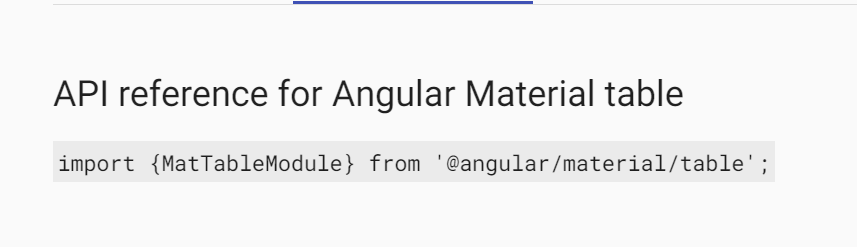 API reference for Angular Material table
import {MatTableModule} from '@angular/material/table';